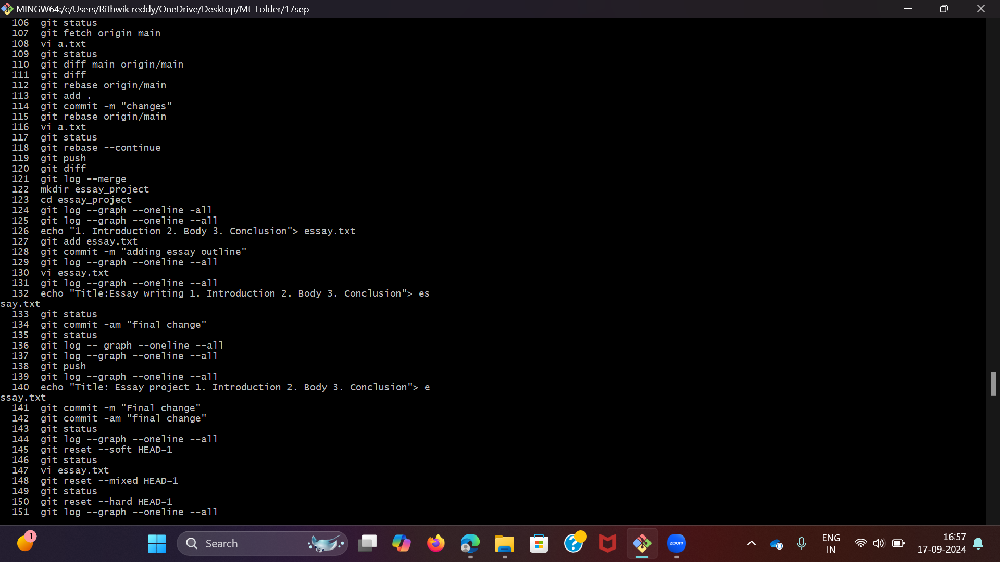 MINGW64:/c/Users/Rithwik reddy/OneDrive/Desktop/Mt_Folder/17sep
106 git status
107 git fetch origin main
108 vi a.txt
109 git status
110 git diff main origin/main
111 git diff
112 git rebase origin/main
113 git add .
114 git commit -m "changes"
115 git rebase origin/main
116 vi a.txt
117 git status
118 git rebase --continue
119 git push
120 git diff
121 git log --merge
122 mkdir essay_project
123 cd essay_project
124 git log --graph --oneline -all
125 git log --graph --oneline --all
126 echo "1. Introduction 2. Body 3. Conclusion"> essay.txt
127 git add essay.txt
128 git commit -m "adding essay outline"
129 git log --graph --oneline --all
130 vi essay.txt
131 git log --graph --oneline --all
132 echo "Title:Essay writing 1. Introduction 2. Body 3. Conclusion"> es
say.txt
133 git status
134 git commit -am "final change"
135 git status
136 git log -- graph --oneline --all
137 git log --graph --oneline --all
138 git push
139 git log --graph --oneline --all
140 echo "Title: Essay project 1. Introduction 2. Body 3. Conclusion"> e
ssay.txt
141 git commit -m "Final change"
142 git commit -am "final change"
143 git status
144 git log --graph --oneline --all
145 git reset --soft HEAD~1
146 git status
147 vi essay.txt
148 git reset --mixed HEAD~1
149 git status
150 git reset --hard HEAD~1
151 git log --graph --oneline --all
1
Search
zoom
ENG
IN
16:57
17-09-2024